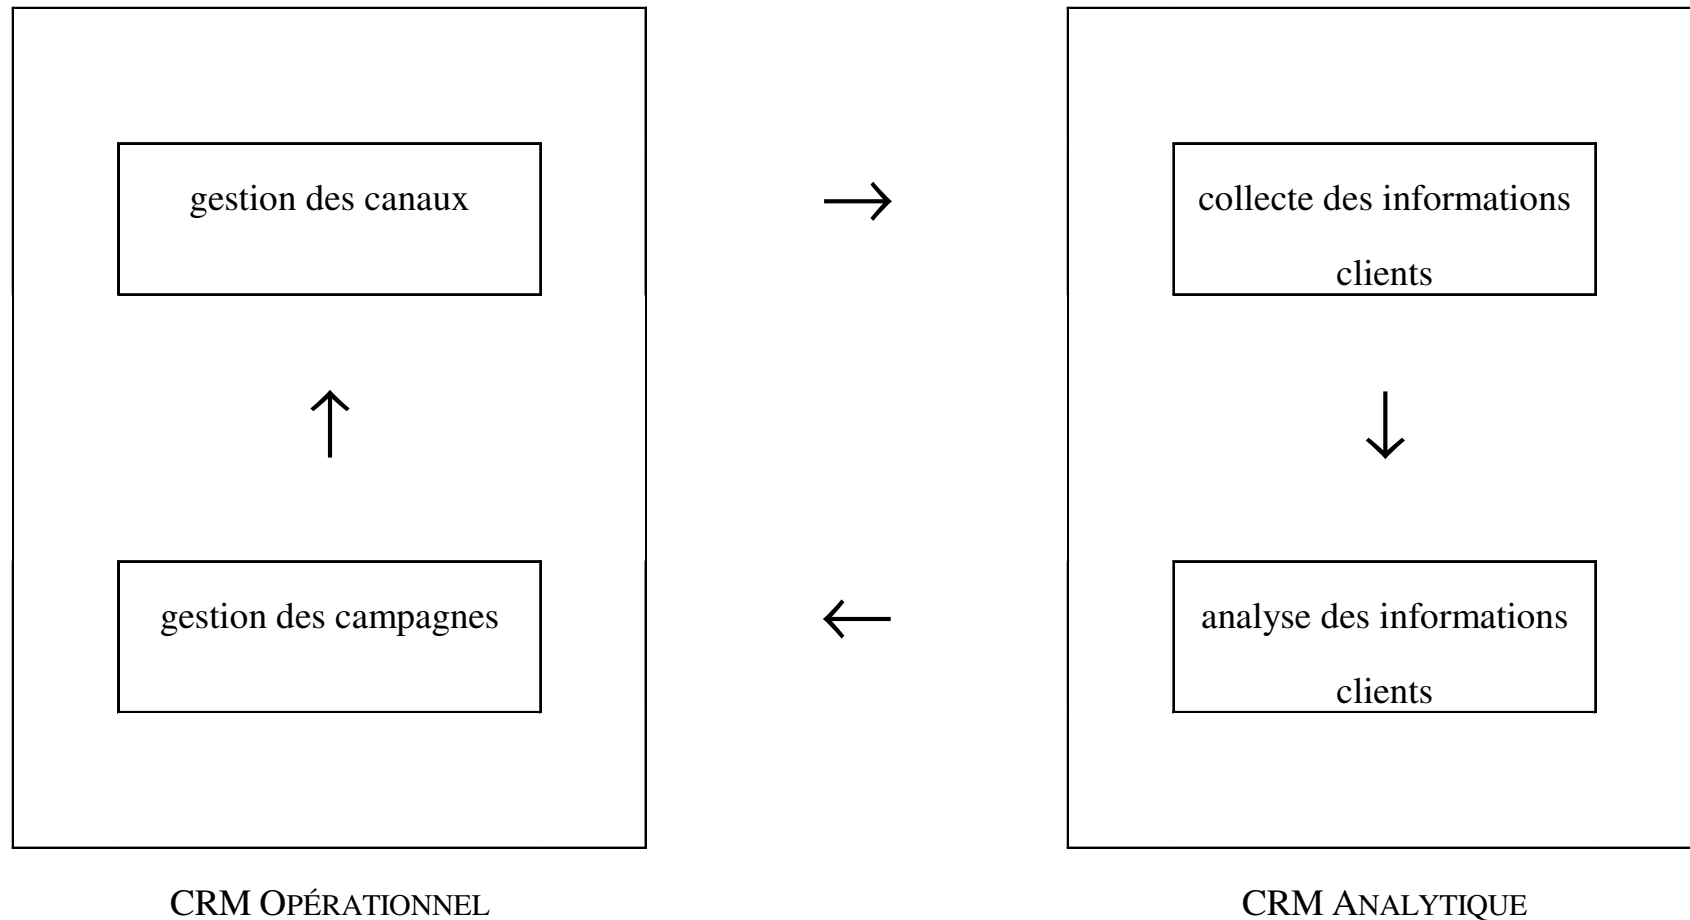 gestion des canaux
→
collecte des informations
clients
↑
↓
gestion des campagnes
←
analyse des informations
clients
CRM OPÉRATIONNEL
CRM ANALYTIQUE